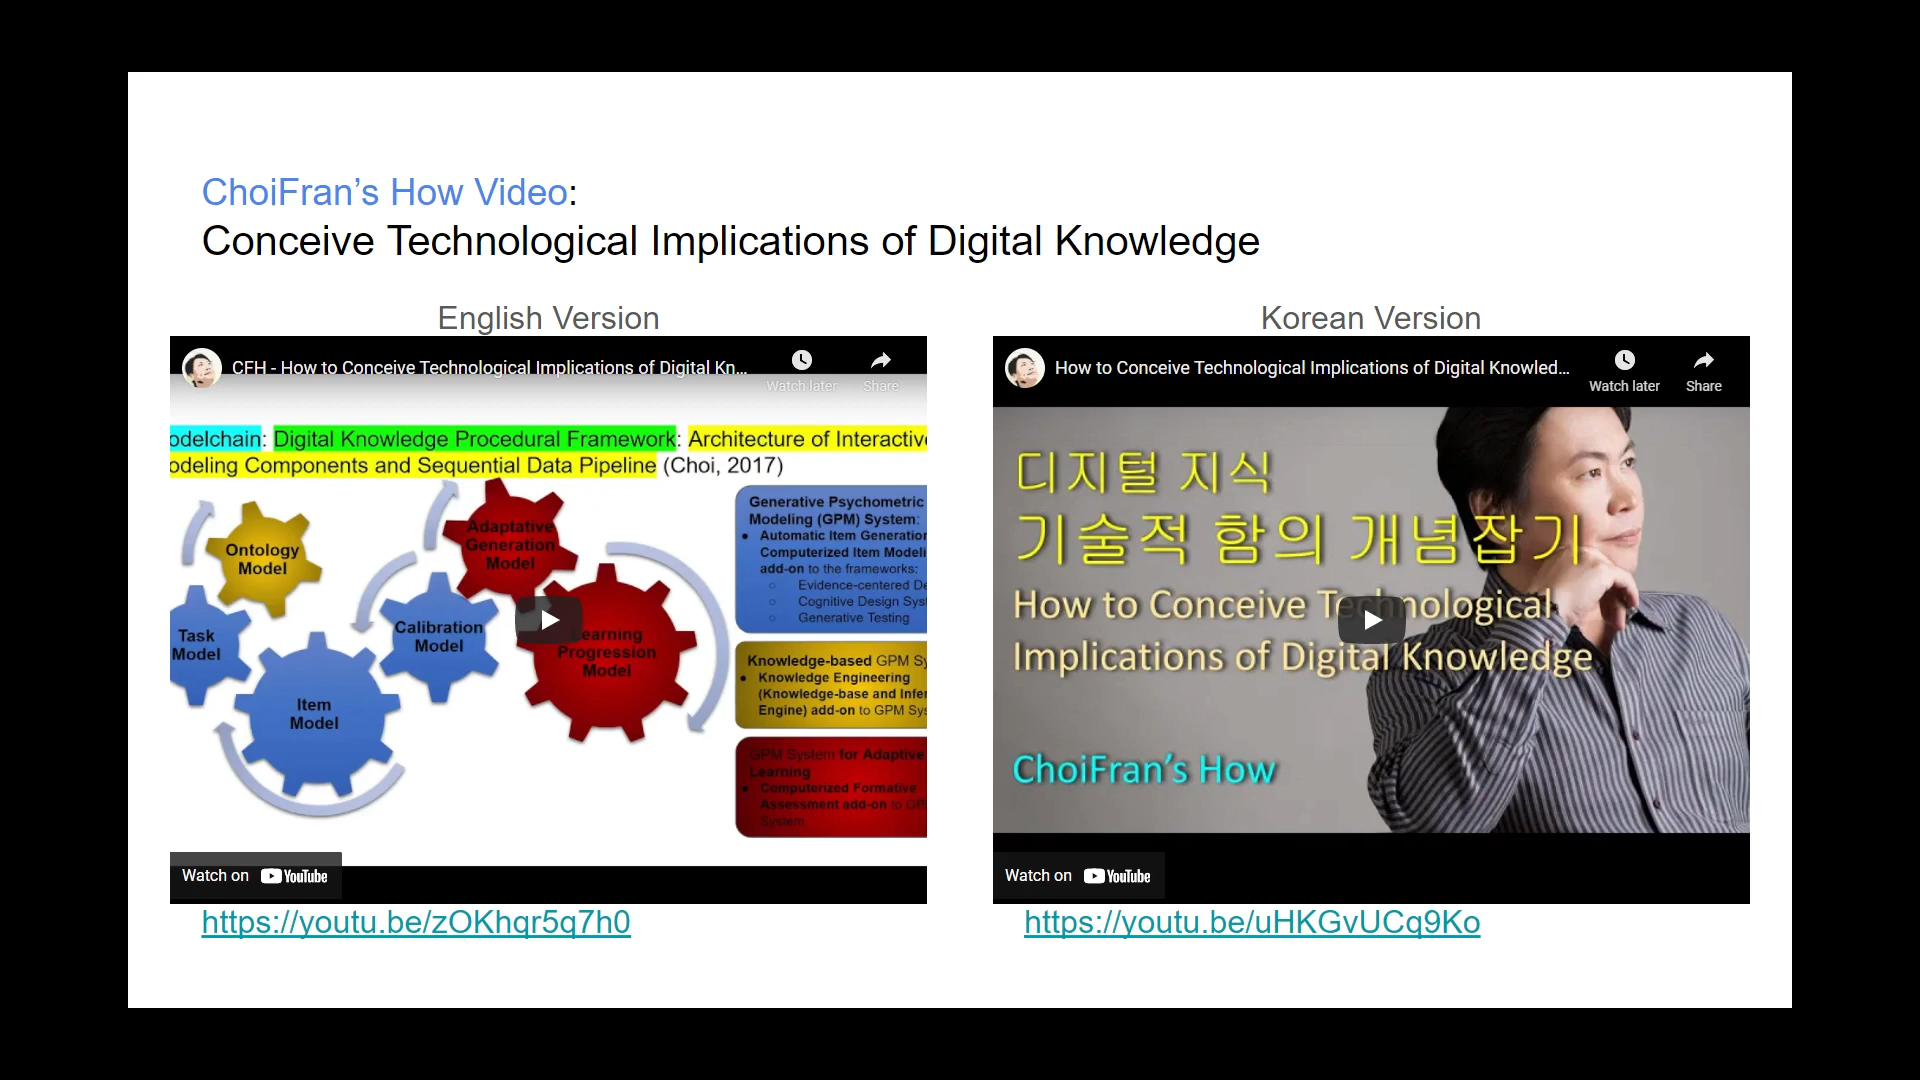 ChoiFran’s How Video:
Conceive Technological Implications of Digital Knowledge
English Version
CFH - How to Conceive Technological Implications of Digital Kn...
Watch later
Share
odelchain: Digital Knowledge Procedural Framework: Architecture of Interactive
odeling Components and Sequential Data Pipeline (Choi, 2017)
Ontology
Model
Adaptative
Generation
Model
Task
Model
Calibration
Model
Learning
Progression
Model
Item
Model
Generative Psychometric
Modeling (GPM) System:
• Automatic Item Generation
Computerized Item Modeli
add-on to the frameworks:
○ Evidence-centered De
○ Cognitive Design Syst
○ Generative Testing
Knowledge-based GPM Sy
• Knowledge Engineering
(Knowledge-base and Infer
Engine) add-on to GPM Sys
GPM System for Adaptive
Learning
• Computerized Formative
Assessment add-on to GP
System
Watch on YouTube
https://youtu.be/zOKhqr5q7h0
Korean Version
How to Conceive Technological Implications of Digital Knowled...
Watch later
Share
디지털 지식
기술적 함의 개념잡기
How to Conceive Technological
Implications of Digital Knowledge
ChoiFran’s How
Watch on YouTube
https://youtu.be/uHKGvUCq9Ko